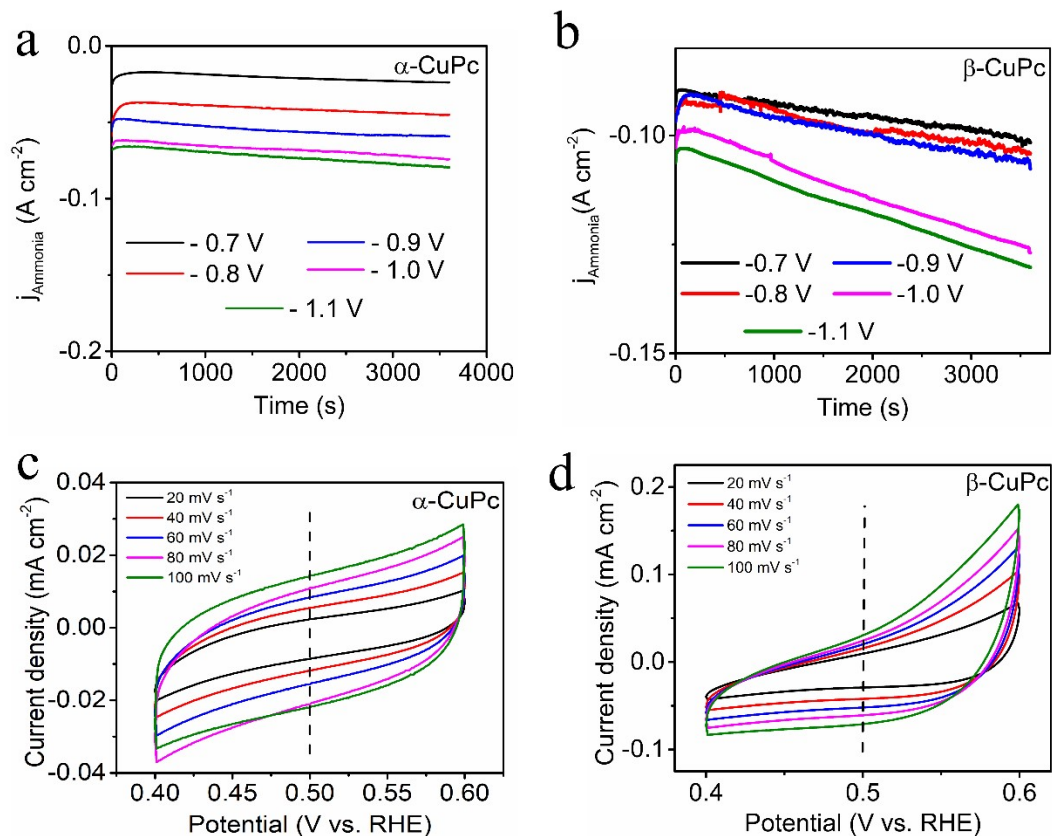 a
α-CuPc
0.0
-0.1
-0.2
j_Ammonia (A cm⁻²)
- 0.7 V
- 0.9 V
- 0.8 V
- 1.0 V
- 1.1 V
0 1000 2000 3000 4000
Time (s)
b
β-CuPc
-0.10
-0.15
j_Ammonia(A cm⁻²)
-0.7 V
-0.9 V
-0.8 V
-1.0 V
-1.1 V
0 1000 2000 3000
Time (s)
c
α-CuPc
0.04
0.02
0.00
-0.02
-0.04
Current density (mA cm⁻²)
20 mV s⁻¹
40 mV s⁻¹
60 mV s⁻¹
80 mV s⁻¹
100 mV s⁻¹
0.40 0.45 0.50 0.55 0.60
Potential (V vs. RHE)
d
β-CuPc
0.2
0.1
0.0
-0.1
Current density (mA cm⁻²)
20 mV s⁻¹
40 mV s⁻¹
60 mV s⁻¹
80 mV s⁻¹
100 mV s⁻¹
0.4 0.5 0.6
Potential (V vs. RHE)